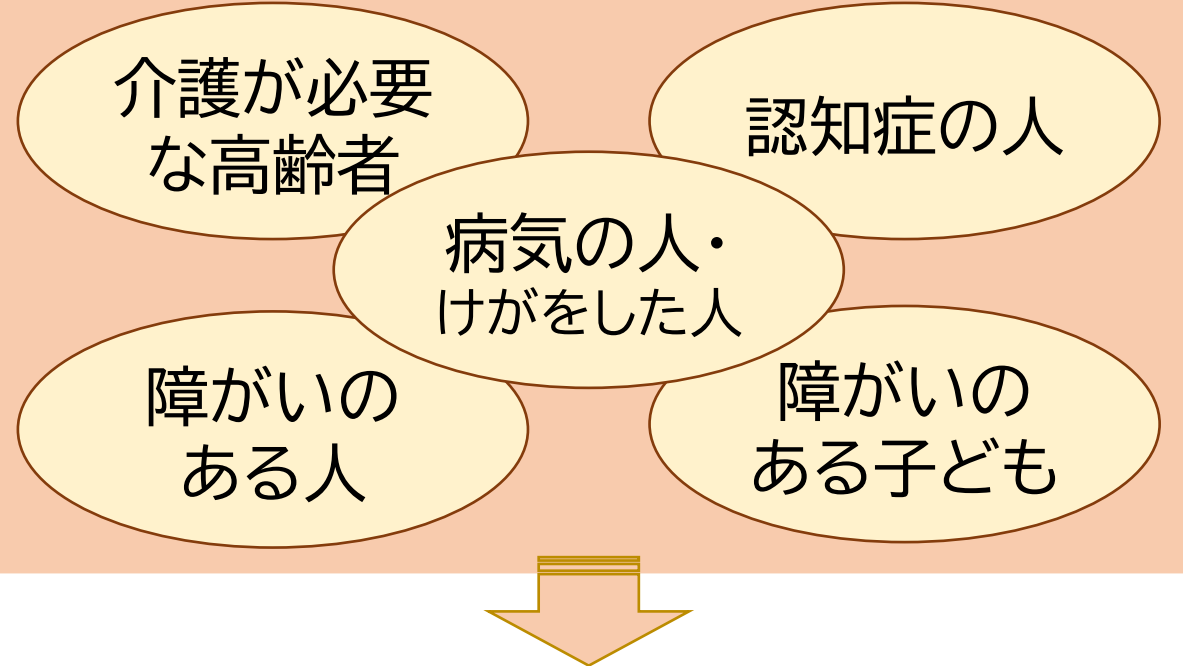 介護が必要
な高齢者
認知症の人
病気の人・
けがをした人
障がいの
ある人
障がいの
ある子ども